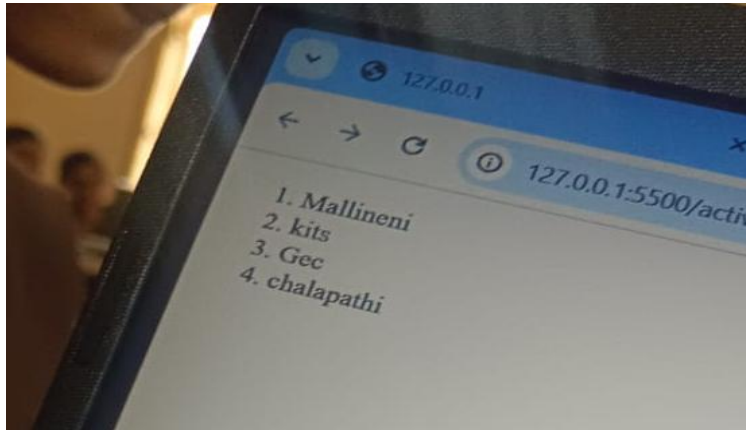 127.0.0.1
127.0.0.1:5500/activ
1. Mallineni
2. kits
3. Gec
4. chalapathi